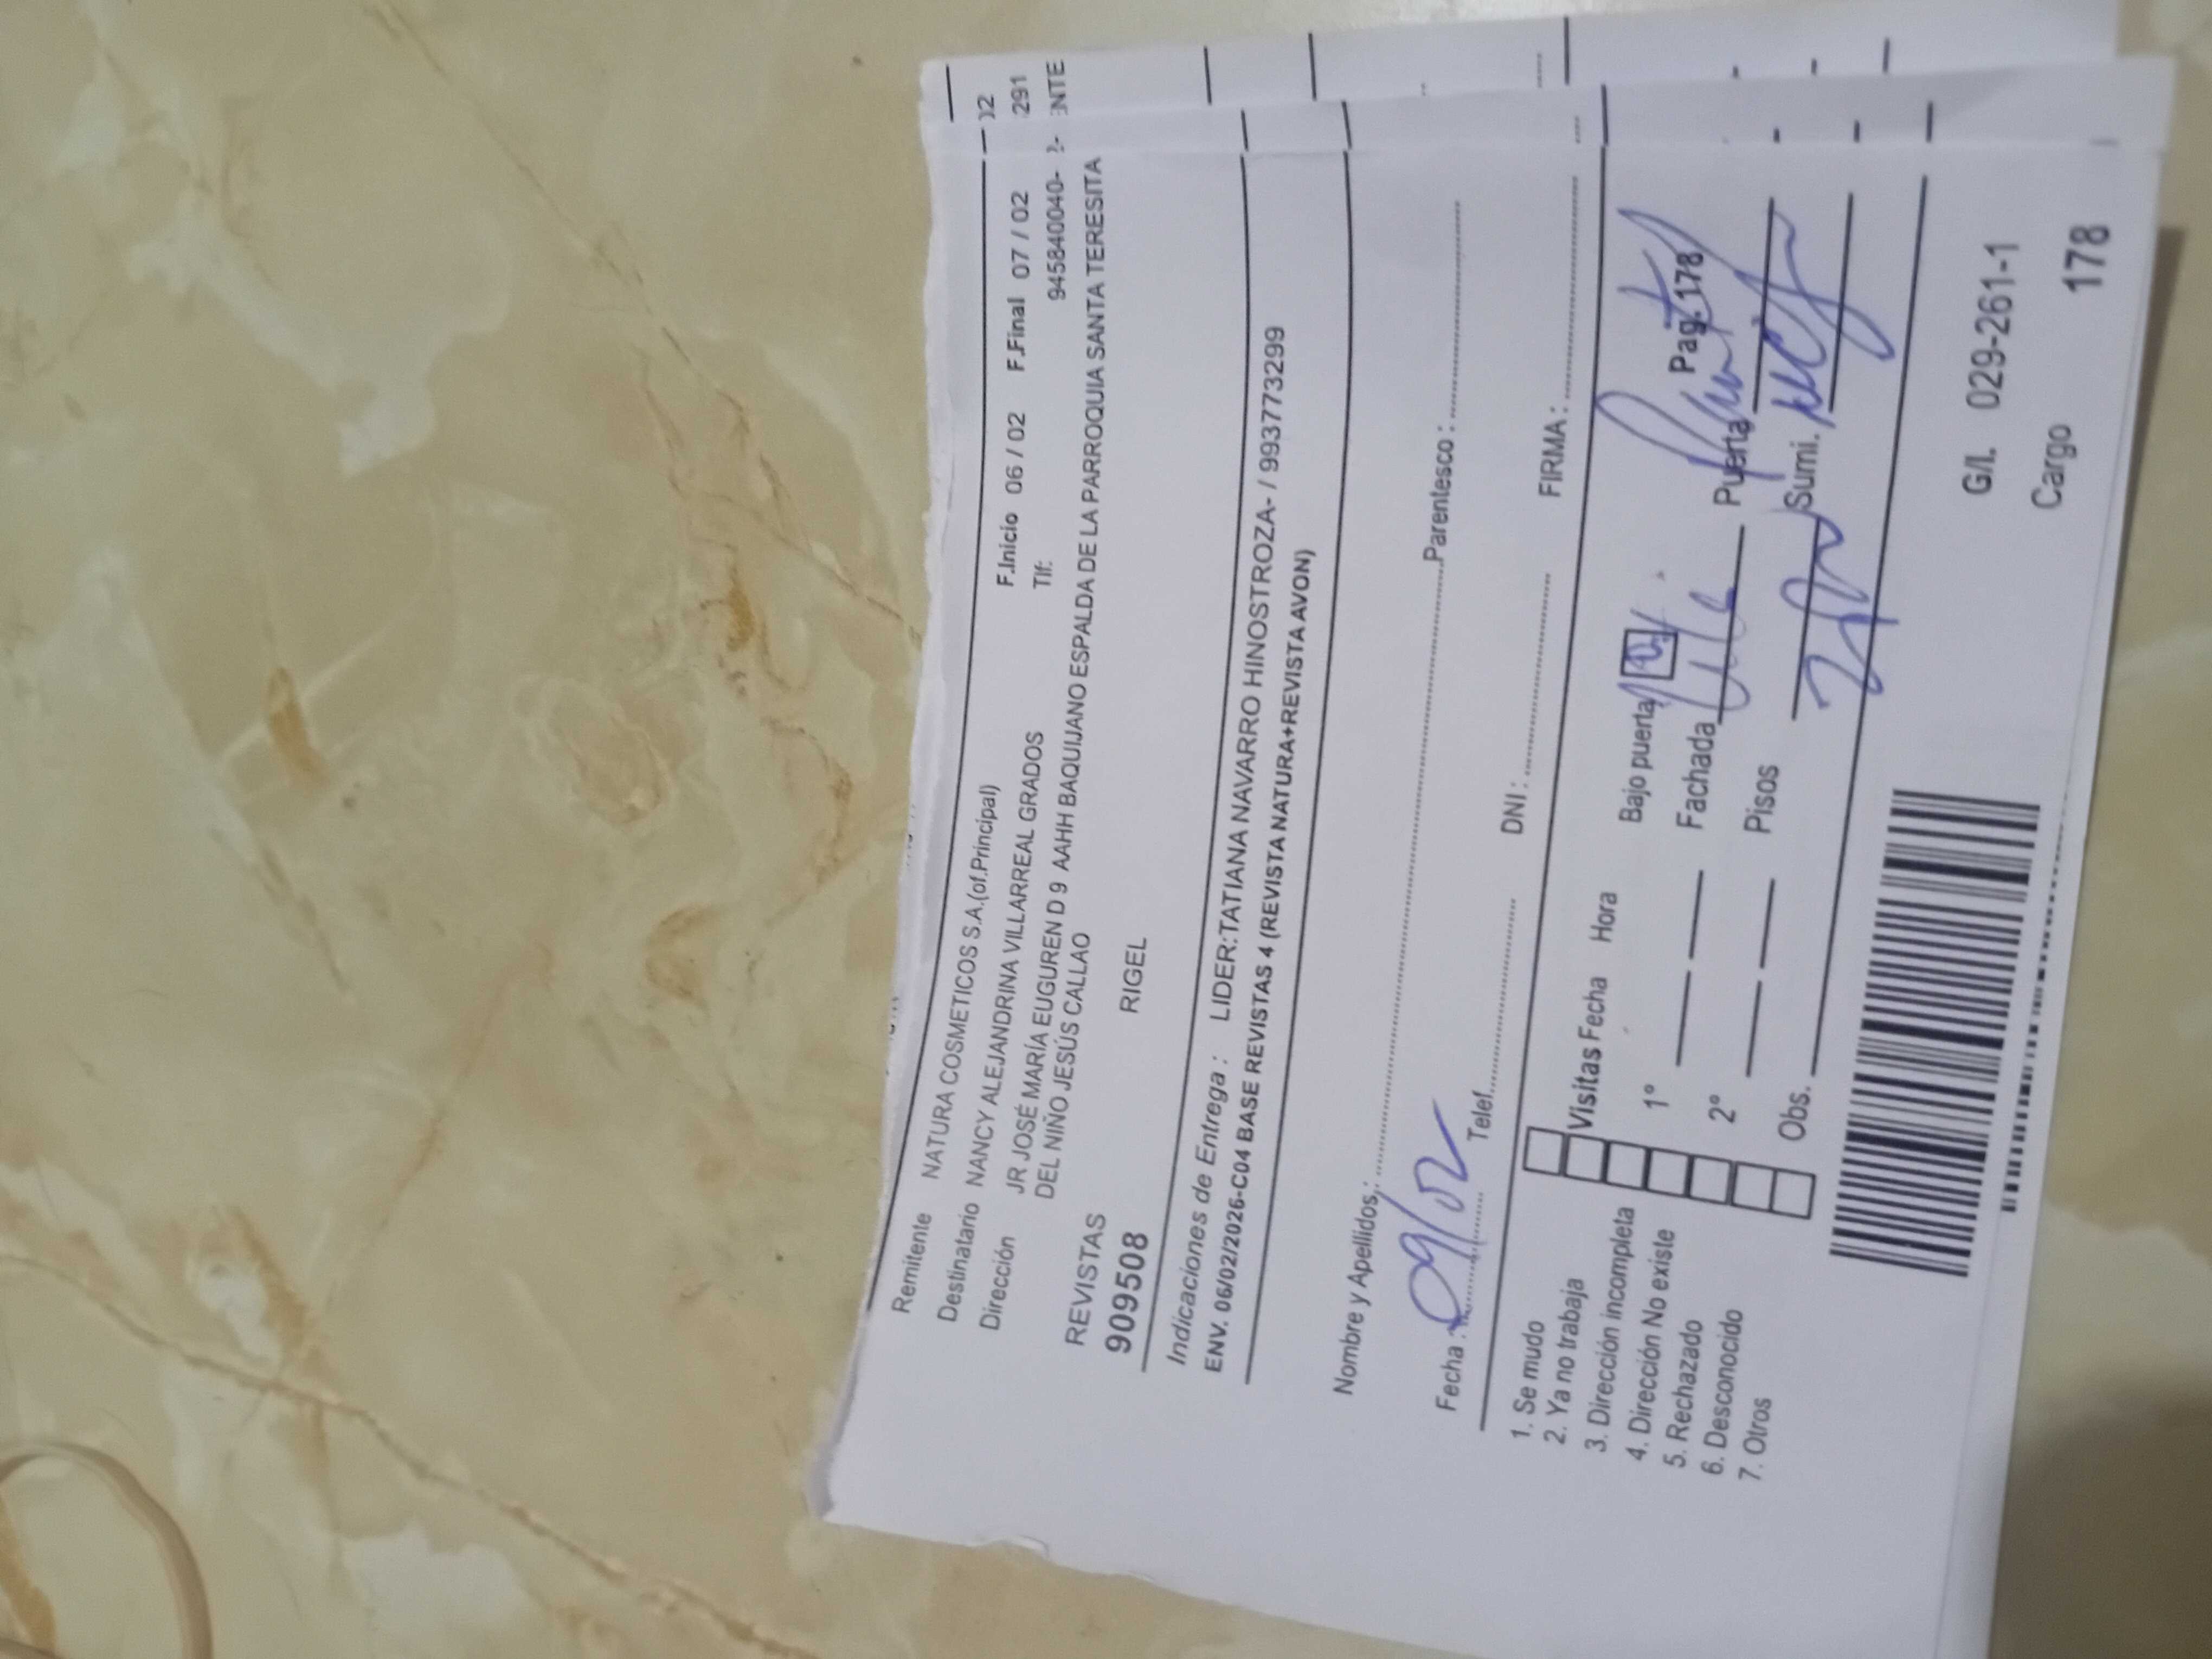 Remitente NATURA COSMETICOS S.A.(of.Principal)
Destinatario NANCY ALEJANDRINA VILLARREAL GRADOS F.Inicio 06 / 02 F.Final 07 / 02
Dirección JR JOSÉ MARÍA EUGUREN D 9 AAHH BAQUIJANO ESPALDA DE LA PARROQUIA SANTA TERESITA Tlf: 945840040-
DEL NIÑO JESÚS CALLAO
REVISTAS
909508 RIGEL
Indicaciones de Entrega : LIDER:TATIANA NAVARRO HINOSTROZA- / 993773299
ENV. 06/02/2026-C04 BASE REVISTAS 4 (REVISTA NATURA+REVISTA AVON)
Nombre y Apellidos: Parentesco :
Fecha : 09/02 Telef. DNI : FIRMA :
1. Se mudo
2. Ya no trabaja
3. Dirección incompleta
4. Dirección No existe
5. Rechazado
6. Desconocido
7. Otros
Visitas Fecha Hora Bajo puerta Pag. 178
1° Fachada Puerta
2° Pisos Sumi.
Obs.
G/L 029-261-1
Cargo 178
)2
291
ENTE